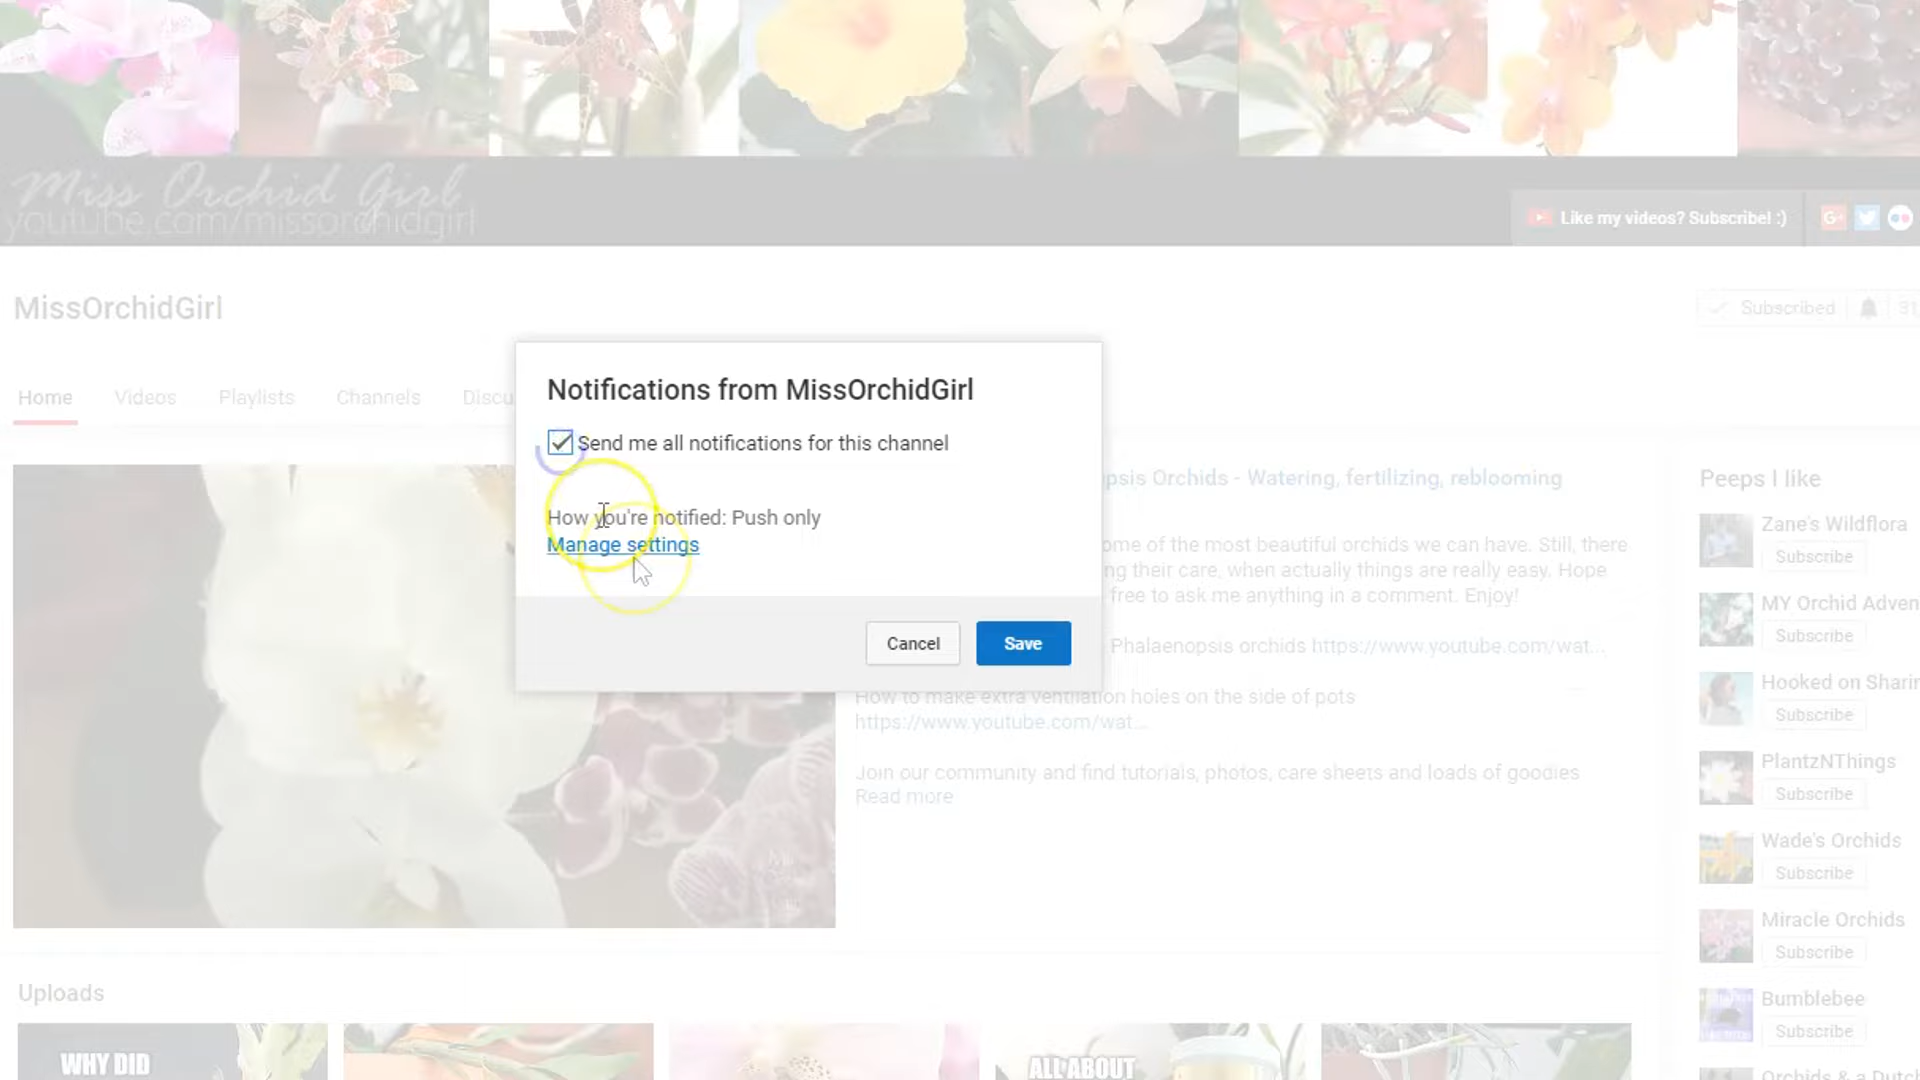 Miss Orchid Girl
youtube.com/missorchidgirl
Like my videos? Subscribe! :)
G+
MissOrchidGirl
Subscribed
31
Home
Videos
Playlists
Channels
Discu
Notifications from MissOrchidGirl
Send me all notifications for this channel
How you're notified: Push only
Manage settings
Cancel
Save
psis Orchids - Watering, fertilizing, reblooming
ome of the most beautiful orchids we can have. Still, there
ng their care, when actually things are really easy. Hope
free to ask me anything in a comment. Enjoy!
Phalaenopsis orchids https://www.youtube.com/wat...
How to make extra ventilation holes on the side of pots
https://www.youtube.com/wat...
Join our community and find tutorials, photos, care sheets and loads of goodies
Read more
Peeps I like
Zane's Wildflora
Subscribe
MY Orchid Adven
Subscribe
Hooked on Sharin
Subscribe
PlantzNThings
Subscribe
Wade's Orchids
Subscribe
Miracle Orchids
Subscribe
Bumblebee
Subscribe
Orchids & a Dutch
Uploads
WHY DID
ALL ABOUT